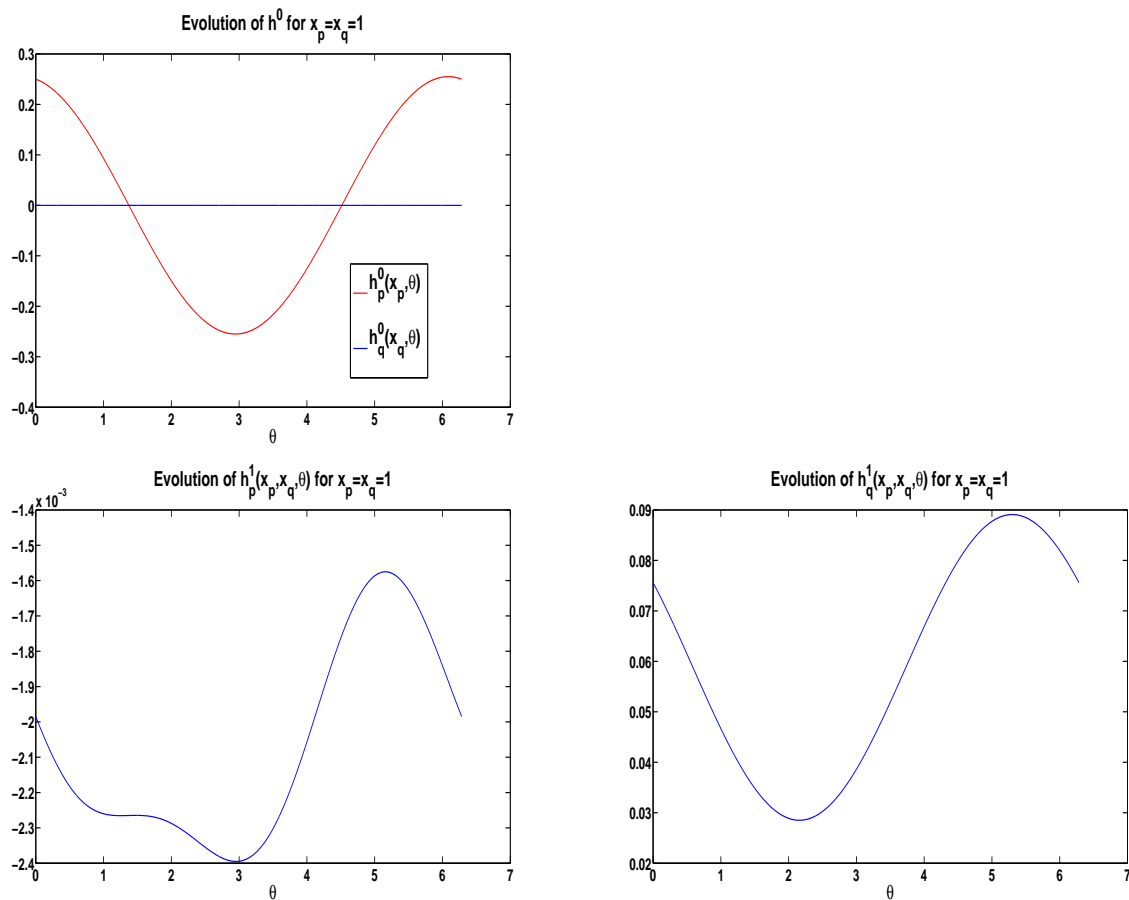 Evolution of h⁰ for x_p=x_q=1
0.3
0.2
0.1
0
−0.1
−0.2
−0.3
−0.4
h_p^0(x_p,θ)
h_q^0(x_q,θ)
0 1 2 3 4 5 6 7
θ
Evolution of h_p^1(x_p,x_q,θ) for x_p=x_q=1
x 10^−3
−1.4
−1.6
−1.7
−1.8
−1.9
−2
−2.1
−2.2
−2.3
−2.4
0 1 2 3 4 5 6 7
θ
Evolution of h_q^1(x_p,x_q,θ) for x_p=x_q=1
0.09
0.08
0.07
0.06
0.05
0.04
0.03
0.02
0 1 2 3 4 5 6 7
θ